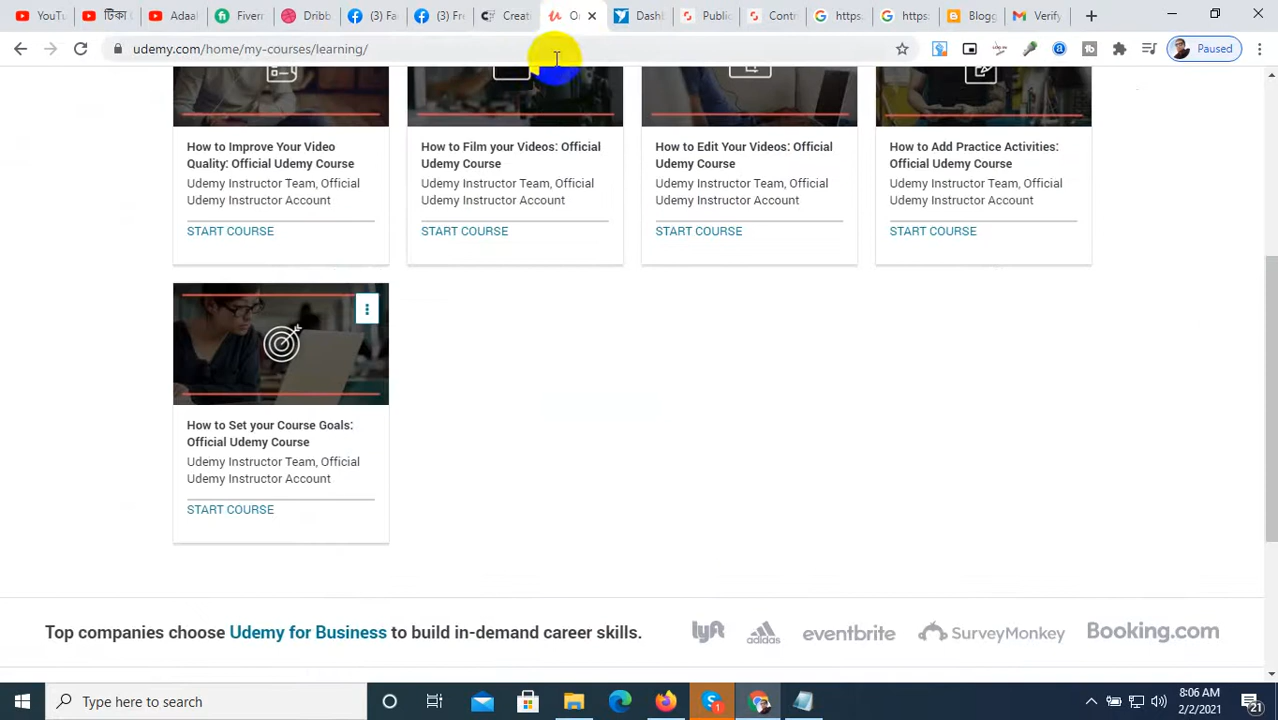 YouTu
টিকা
Adaal
Fiverr
Dribb
(3) Fa
(3) Fre
Creati
O
Dashl
Public
Contr
https:
https:
Blogg
Verify
udemy.com/home/my-courses/learning/
Paused
How to Improve Your Video
Quality: Official Udemy Course
Udemy Instructor Team, Official
Udemy Instructor Account
START COURSE
How to Film your Videos: Official
Udemy Course
Udemy Instructor Team, Official
Udemy Instructor Account
START COURSE
How to Edit Your Videos: Official
Udemy Course
Udemy Instructor Team, Official
Udemy Instructor Account
START COURSE
How to Add Practice Activities:
Official Udemy Course
Udemy Instructor Team, Official
Udemy Instructor Account
START COURSE
How to Set your Course Goals:
Official Udemy Course
Udemy Instructor Team, Official
Udemy Instructor Account
START COURSE
Top companies choose Udemy for Business to build in-demand career skills.
lyft
adidas
eventbrite
SurveyMonkey
Booking.com
Type here to search
1
8:06 AM
2/2/2021
21